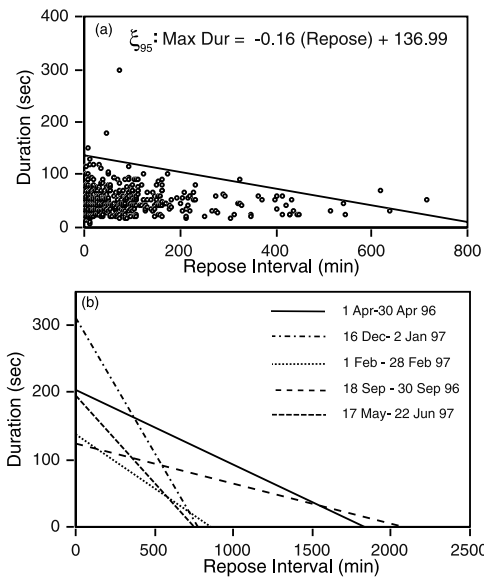 400
(a)
ξ95: Max Dur = -0.16 (Repose) + 136.99
300
200
100
0
Duration (sec)
0 200 400 600 800
Repose Interval (min)
(b)
300
200
100
0
Duration (sec)
1 Apr-30 Apr 96
16 Dec- 2 Jan 97
1 Feb - 28 Feb 97
18 Sep - 30 Sep 96
17 May- 22 Jun 97
0 500 1000 1500 2000 2500
Repose Interval (min)